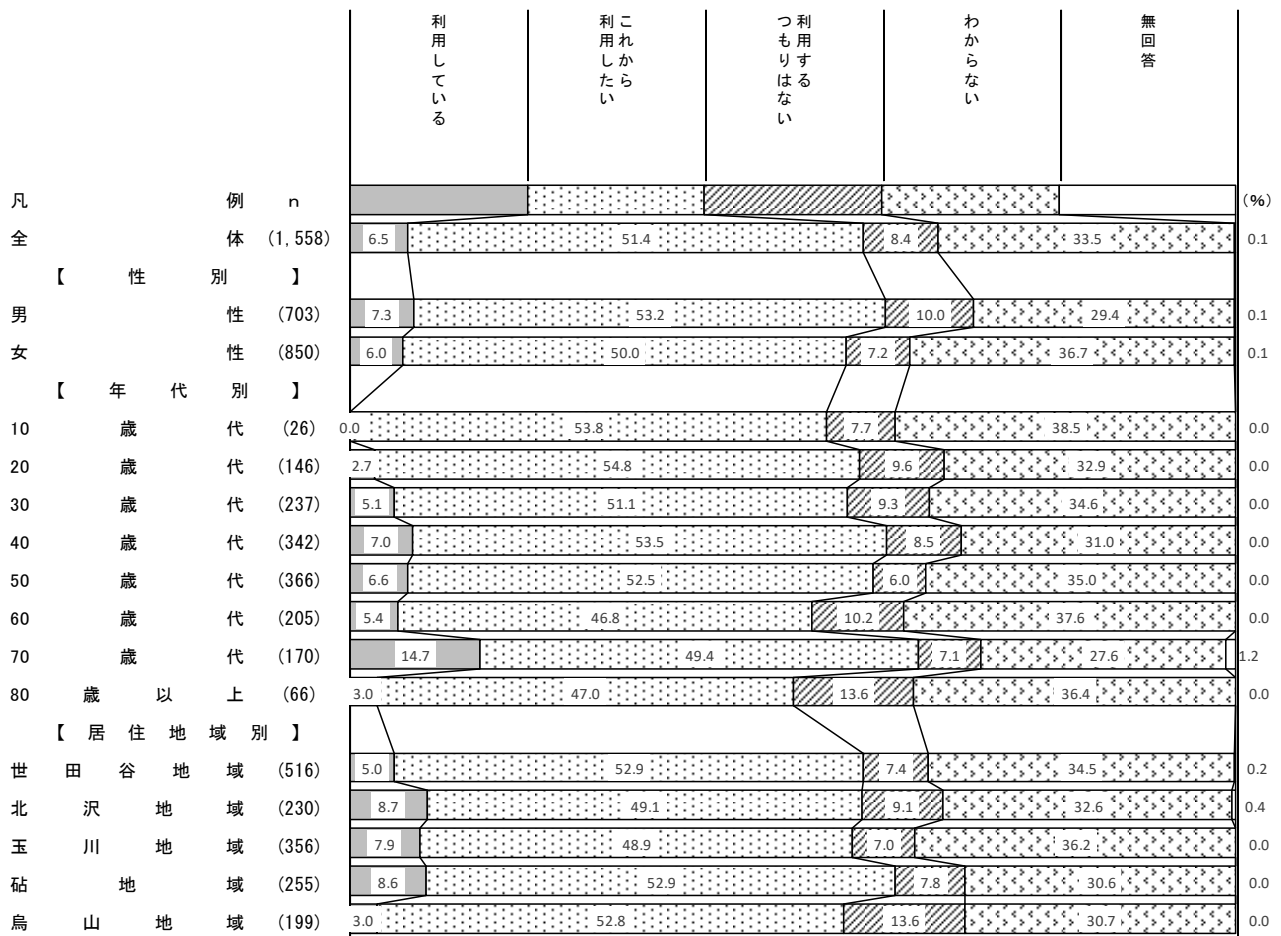 利用している
これから
利用したい
利用する
つもりはない
わからない
無回答
凡例 n (%)
全体 (1,558) 6.5 51.4 8.4 33.5 0.1
【性別】
男性 (703) 7.3 53.2 10.0 29.4 0.1
女性 (850) 6.0 50.0 7.2 36.7 0.1
【年代別】
10歳代 (26) 0.0 53.8 7.7 38.5 0.0
20歳代 (146) 2.7 54.8 9.6 32.9 0.0
30歳代 (237) 5.1 51.1 9.3 34.6 0.0
40歳代 (342) 7.0 53.5 8.5 31.0 0.0
50歳代 (366) 6.6 52.5 6.0 35.0 0.0
60歳代 (205) 5.4 46.8 10.2 37.6 0.0
70歳代 (170) 14.7 49.4 7.1 27.6 1.2
80歳以上 (66) 3.0 47.0 13.6 36.4 0.0
【居住地域別】
世田谷地域 (516) 5.0 52.9 7.4 34.5 0.2
北沢地域 (230) 8.7 49.1 9.1 32.6 0.4
玉川地域 (356) 7.9 48.9 7.0 36.2 0.0
砧地域 (255) 8.6 52.9 7.8 30.6 0.0
烏山地域 (199) 3.0 52.8 13.6 30.7 0.0